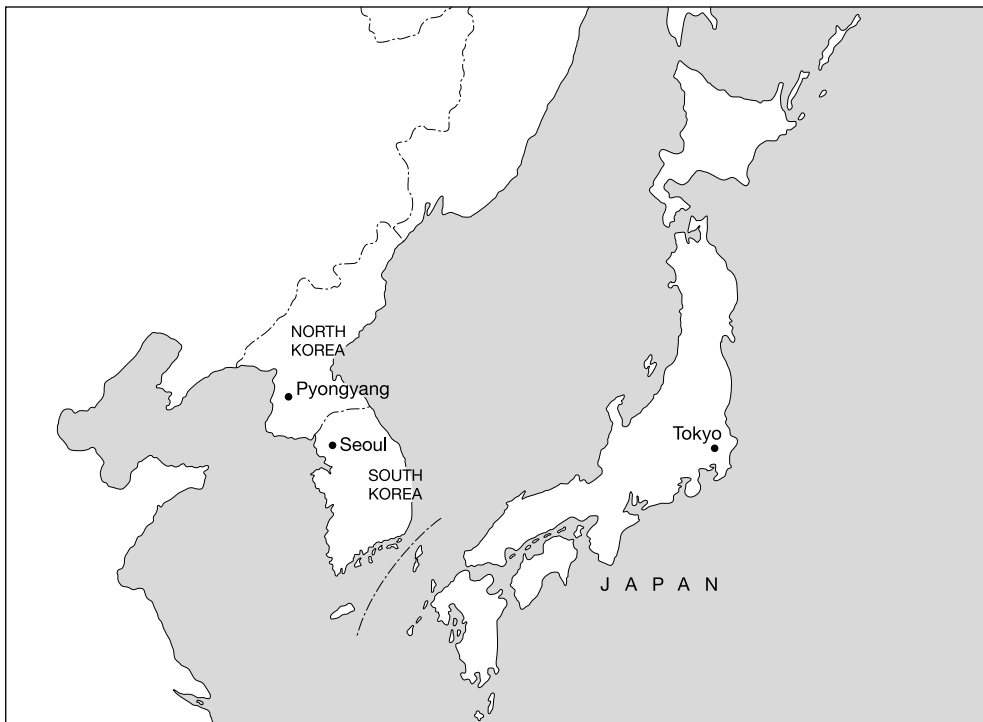 NORTH
KOREA
Pyongyang
Seoul
SOUTH
KOREA
Tokyo
J A P A N